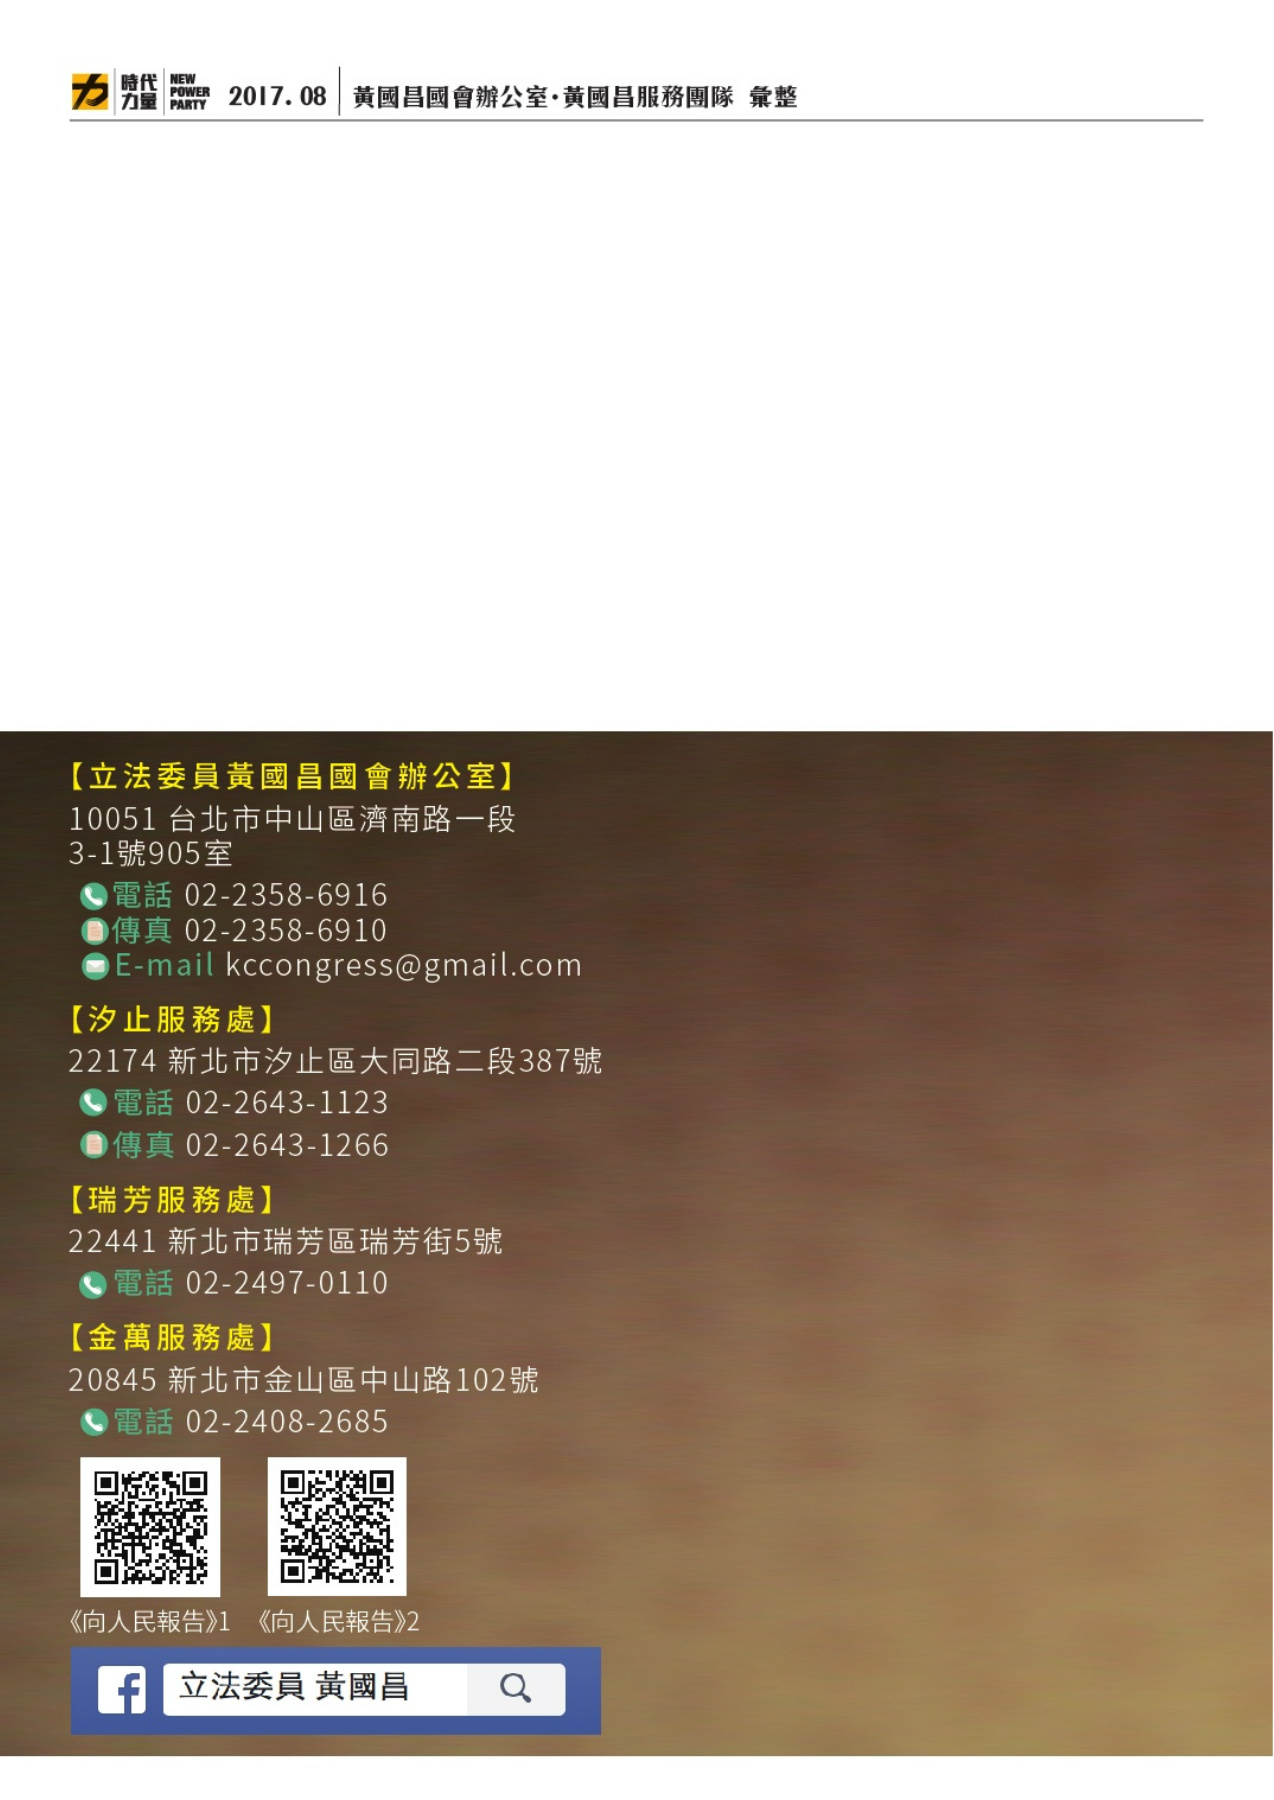 時代力量 NEW POWER PARTY 2017.08 黃國昌國會辦公室·黃國昌服務團隊 彙整
【立法委員黃國昌國會辦公室】
10051 台北市中山區濟南路一段
3-1號905室
電話 02-2358-6916
傳真 02-2358-6910
E-mail kccongress@gmail.com
【汐止服務處】
22174 新北市汐止區大同路二段387號
電話 02-2643-1123
傳真 02-2643-1266
【瑞芳服務處】
22441 新北市瑞芳區瑞芳街5號
電話 02-2497-0110
【金萬服務處】
20845 新北市金山區中山路102號
電話 02-2408-2685
《向人民報告》1 《向人民報告》2
立法委員 黃國昌